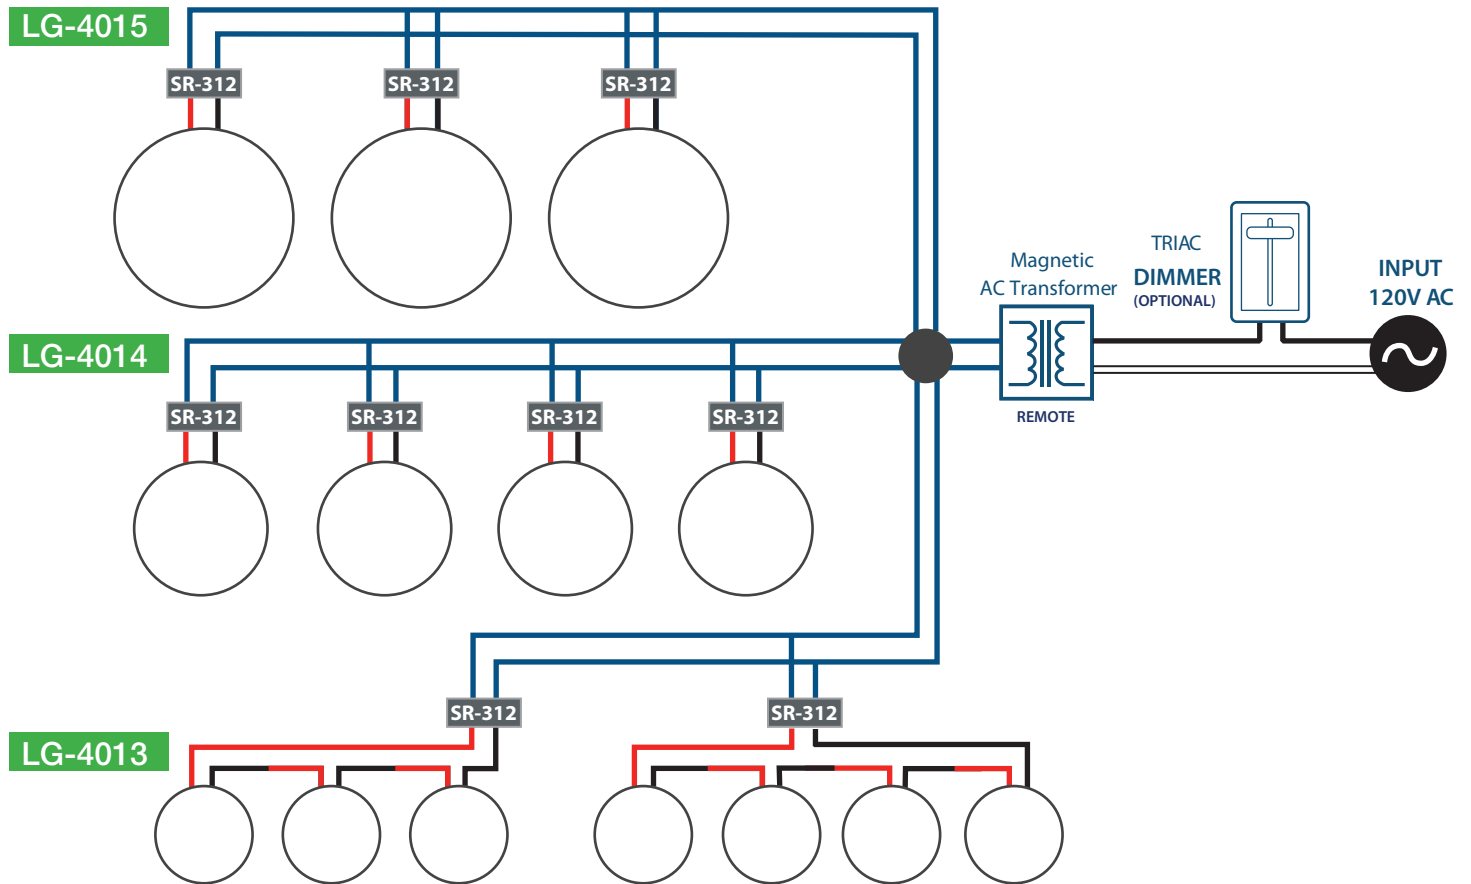 LG-4015
SR-312
SR-312
SR-312
TRIAC
DIMMER
(OPTIONAL)
Magnetic
AC Transformer
INPUT
120V AC
LG-4014
REMOTE
SR-312
SR-312
SR-312
SR-312
SR-312
SR-312
LG-4013